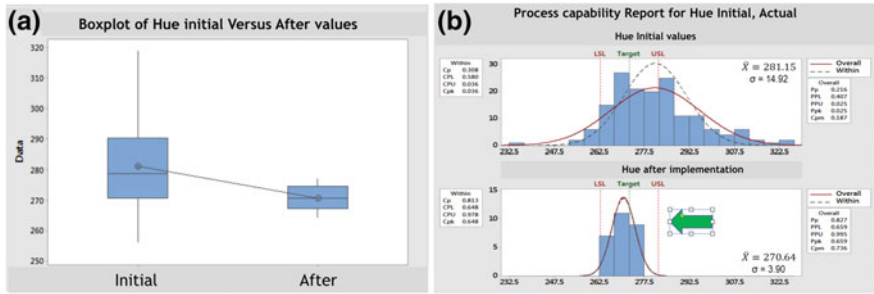 (a)
Boxplot of Hue initial Versus After values
320
310
300
290
280
270
260
250
Data
Initial
After
(b)
Process capability Report for Hue Initial, Actual
Hue Initial values
LSL Target USL
Within
Cp 0.308
CPL 0.580
CPU 0.036
Cpk 0.036
30
20
10
0
X̄ = 281.15
σ = 14.92
Overall
Within
Overall
Pp 0.216
PPL 0.407
PPU 0.025
Ppk 0.025
Cpm 0.187
232.5 247.5 262.5 277.5 292.5 307.5 322.5
Hue after implementation
LSL Target USL
Within
Cp 0.813
CPL 0.648
CPU 0.978
Cpk 0.648
15
10
5
0
Overall
Within
Overall
Pp 0.827
PPL 0.659
PPU 0.995
Ppk 0.659
Cpm 0.736
X̄ = 270.64
σ = 3.90
232.5 247.5 262.5 277.5 292.5 307.5 322.5